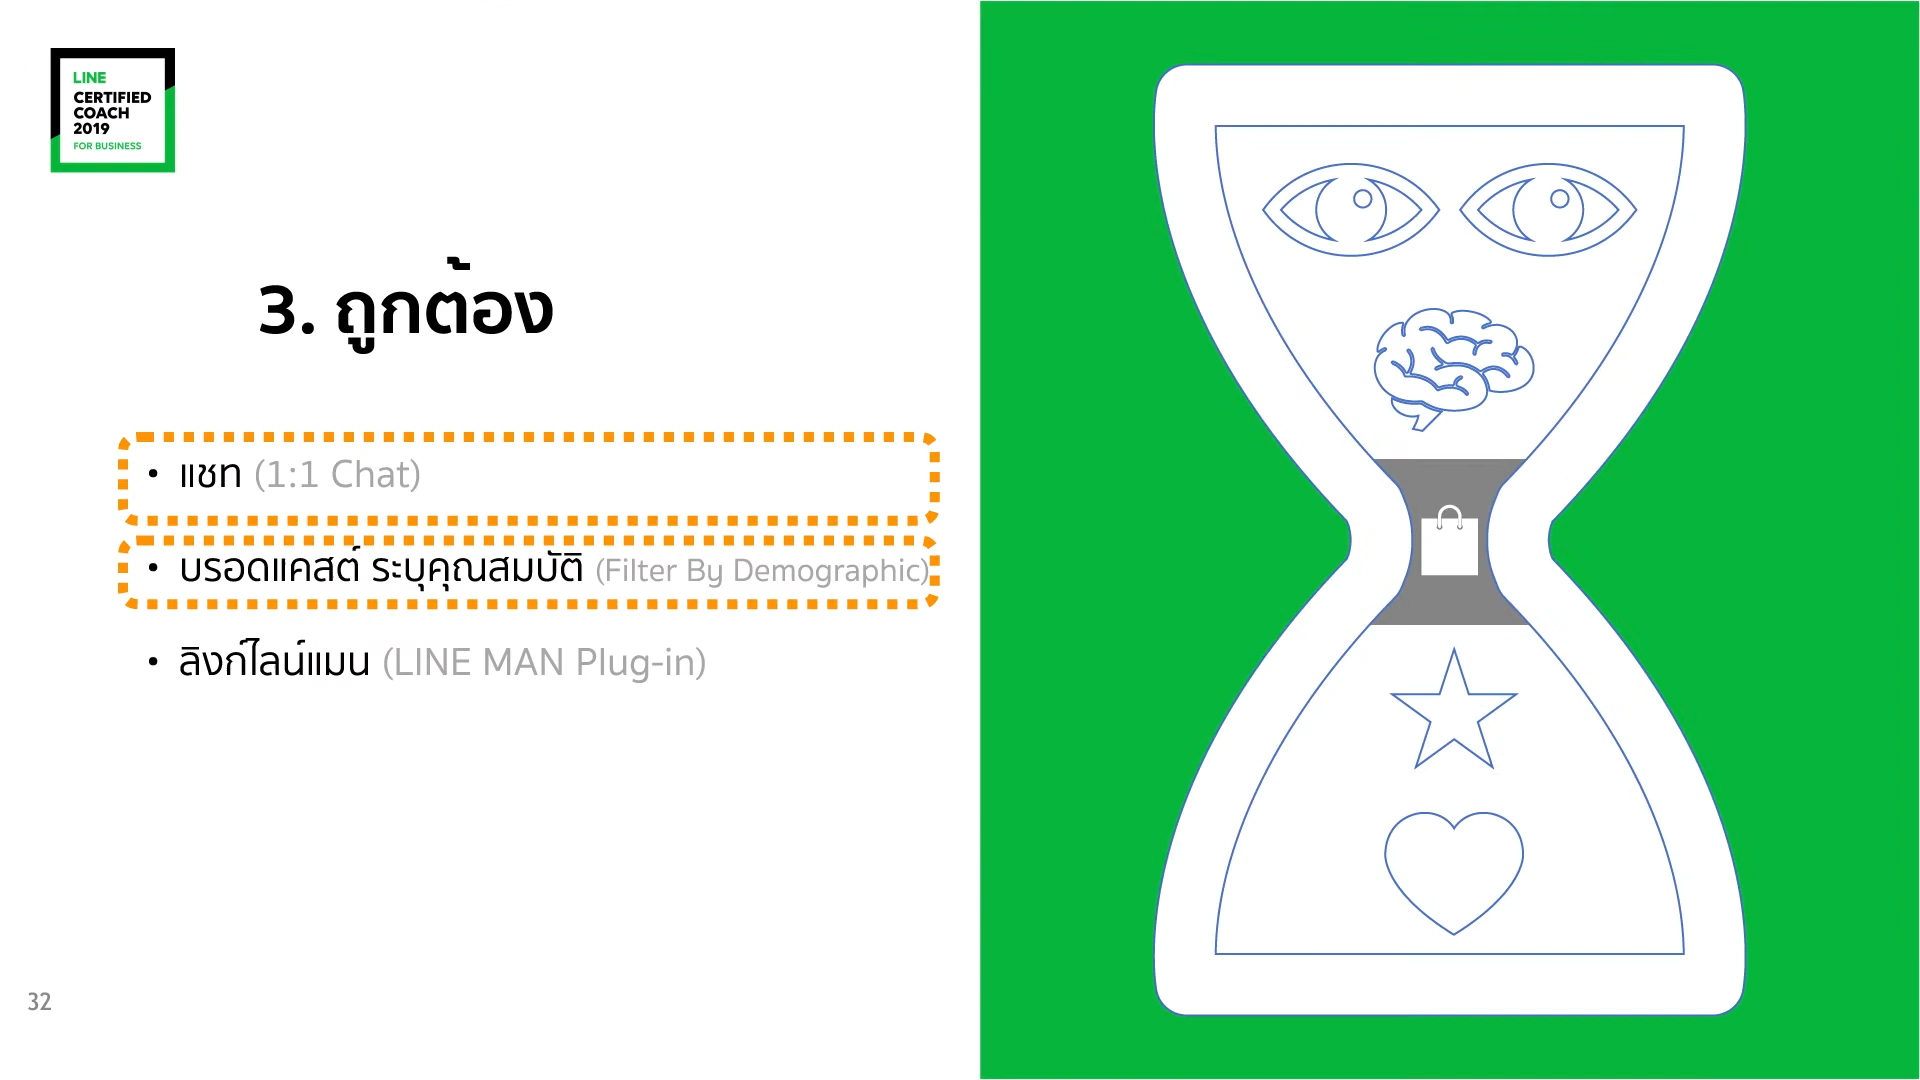 LINE
CERTIFIED
COACH
2019
FOR BUSINESS
3. ถูกต้อง
• แชท (1:1 Chat)
• บรอดแคสต์ ระบุคุณสมบัติ (Filter By Demographic)
• ลิงก์ไลน์แมน (LINE MAN Plug-in)
32